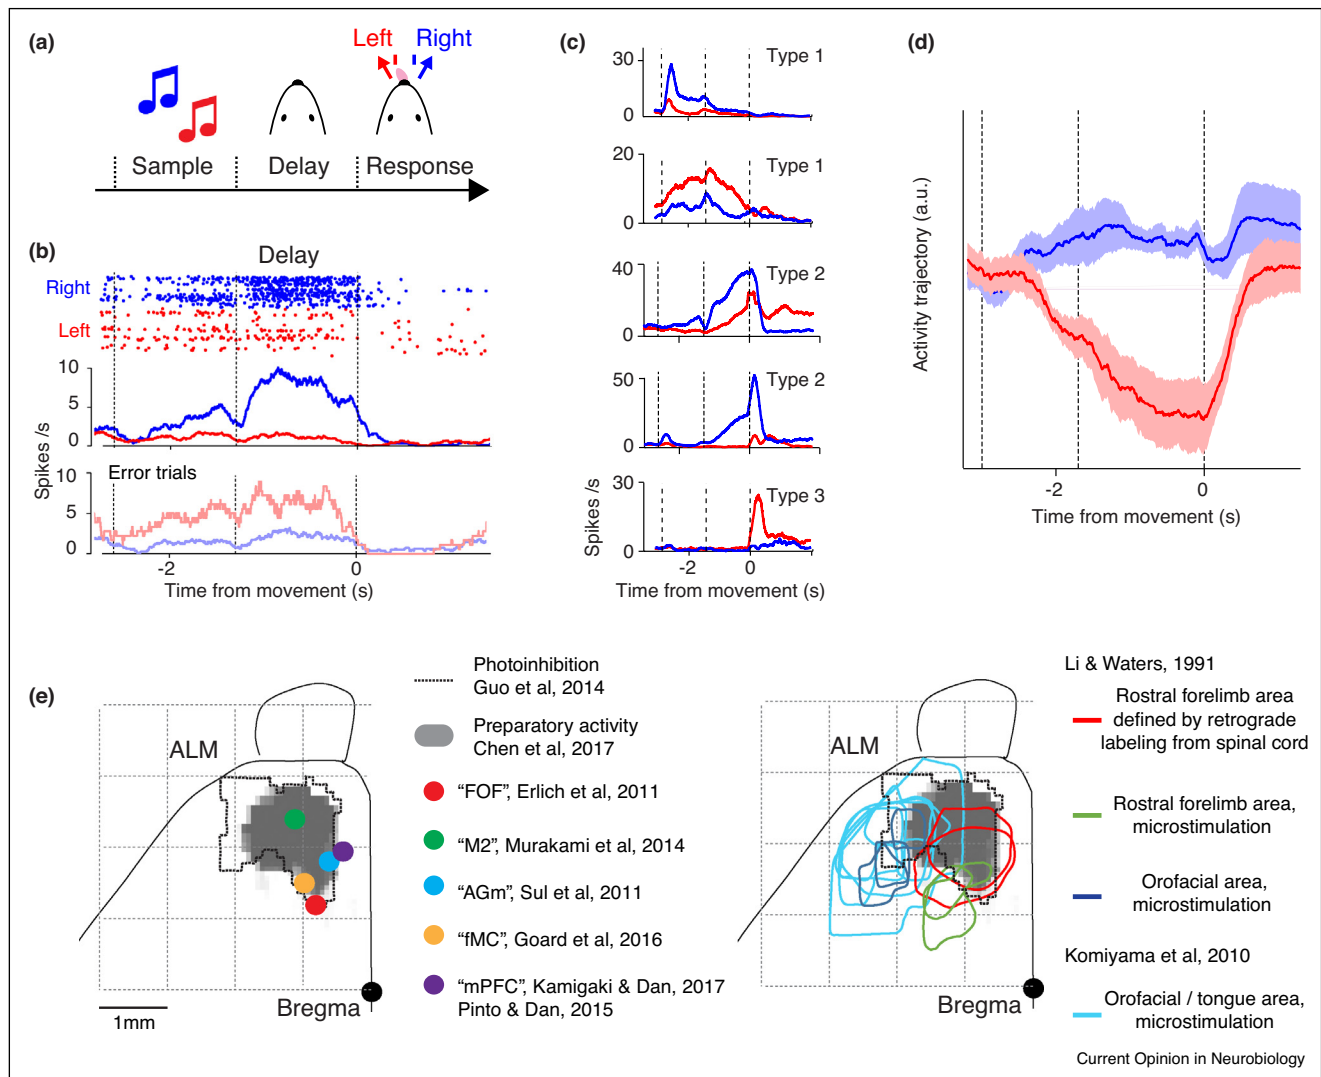 (a)
Left Right
Sample Delay Response
(b)
Delay
Right
Left
10
5
0
Spikes /s
-2 0
Error trials
10
5
0
-2 0
Time from movement (s)
(c)
30
0
Type 1
20
10
0
Type 1
40
0
Type 2
50
0
Type 2
30
0
Type 3
Spikes /s
-2 0
Time from movement (s)
(d)
Activity trajectory (a.u.)
-2 0
Time from movement (s)
(e)
ALM
Bregma
1mm
Photoinhibition
Guo et al, 2014
Preparatory activity
Chen et al, 2017
“FOF”, Erlich et al, 2011
“M2”, Murakami et al, 2014
“AGm”, Sul et al, 2011
“fMC”, Goard et al, 2016
“mPFC”, Kamigaki & Dan, 2017
Pinto & Dan, 2015
ALM
Bregma
Li & Waters, 1991
Rostral forelimb area
defined by retrograde
labeling from spinal cord
Rostral forelimb area,
microstimulation
Orofacial area,
microstimulation
Komiyama et al, 2010
Orofacial / tongue area,
microstimulation
Current Opinion in Neurobiology